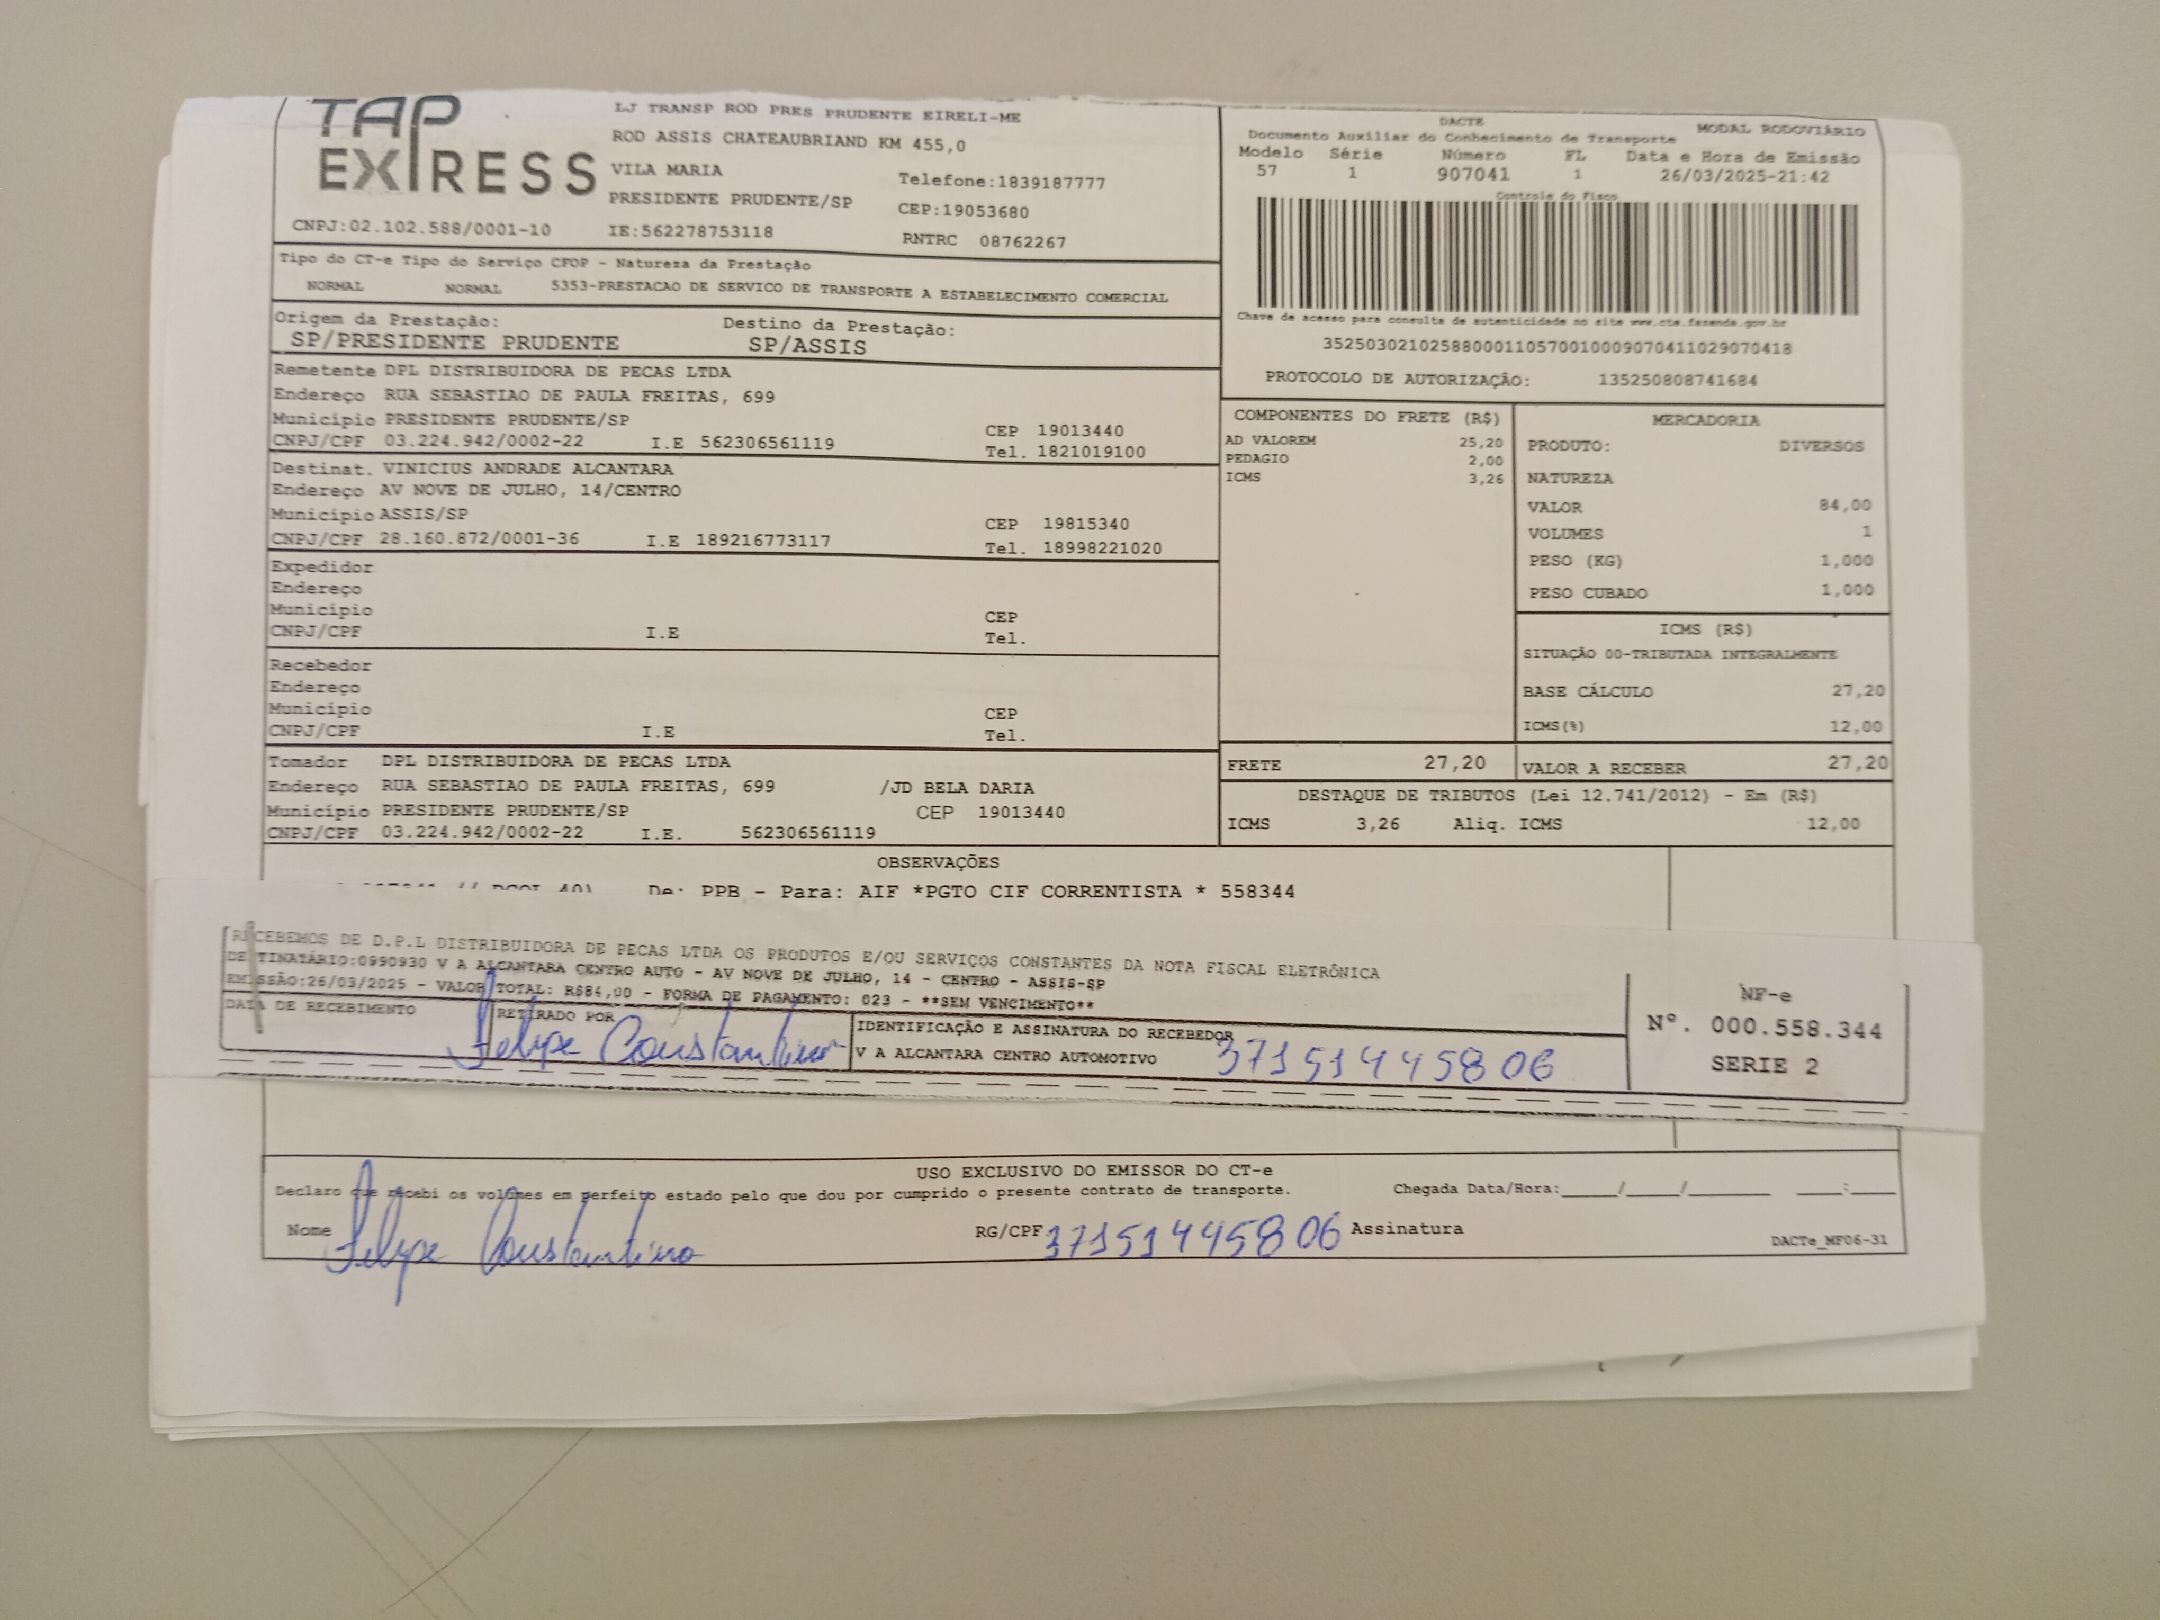 TAP EXPRESS
LJ TRANSP ROD PRES PRUDENTE EIRELI-ME
ROD ASSIS CHATEAUBRIAND KM 455,0
VILA MARIA Telefone:1839187777
PRESIDENTE PRUDENTE/SP CEP:19053680
CNPJ:02.102.588/0001-10 IE:562278753118 RNTRC 08762267
DACTE MODAL RODOVIÁRIO
Documento Auxiliar do Conhecimento de Transporte
Modelo Série Número FL Data e Hora de Emissão
57 1 907041 1 26/03/2025-21:42
Controle do Fisco
Chave de acesso para consulta de autenticidade no site www.cte.fazenda.gov.br
35250302102588000110570010009070411029070418
PROTOCOLO DE AUTORIZAÇÃO: 135250808741684
Tipo do CT-e Tipo do Serviço CFOP - Natureza da Prestação
NORMAL NORMAL 5353-PRESTACAO DE SERVICO DE TRANSPORTE A ESTABELECIMENTO COMERCIAL
Origem da Prestação: Destino da Prestação:
SP/PRESIDENTE PRUDENTE SP/ASSIS
Remetente DPL DISTRIBUIDORA DE PECAS LTDA
Endereço RUA SEBASTIAO DE PAULA FREITAS, 699
Município PRESIDENTE PRUDENTE/SP CEP 19013440
CNPJ/CPF 03.224.942/0002-22 I.E 562306561119 Tel. 1821019100
Destinat. VINICIUS ANDRADE ALCANTARA
Endereço AV NOVE DE JULHO, 14/CENTRO
Município ASSIS/SP CEP 19815340
CNPJ/CPF 28.160.872/0001-36 I.E 189216773117 Tel. 18998221020
Expedidor
Endereço
Município CEP
CNPJ/CPF I.E Tel.
Recebedor
Endereço
Município CEP
CNPJ/CPF I.E Tel.
Tomador DPL DISTRIBUIDORA DE PECAS LTDA
Endereço RUA SEBASTIAO DE PAULA FREITAS, 699 /JD BELA DARIA
Município PRESIDENTE PRUDENTE/SP CEP 19013440
CNPJ/CPF 03.224.942/0002-22 I.E. 562306561119
COMPONENTES DO FRETE (R$)
AD VALOREM 25,20
PEDAGIO 2,00
ICMS 3,26
MERCADORIA
PRODUTO: DIVERSOS
NATUREZA
VALOR 84,00
VOLUMES 1
PESO (KG) 1,000
PESO CUBADO 1,000
ICMS (R$)
SITUAÇÃO 00-TRIBUTADA INTEGRALMENTE
BASE CÁLCULO 27,20
ICMS(%) 12,00
FRETE 27,20 VALOR A RECEBER 27,20
DESTAQUE DE TRIBUTOS (Lei 12.741/2012) - Em (R$)
ICMS 3,26 Aliq. ICMS 12,00
OBSERVAÇÕES
De: PPB - Para: AIF *PGTO CIF CORRENTISTA * 558344
RECEBEMOS DE D.P.L DISTRIBUIDORA DE PECAS LTDA OS PRODUTOS E/OU SERVIÇOS CONSTANTES DA NOTA FISCAL ELETRÔNICA
DESTINATÁRIO:0990930 V A ALCANTARA CENTRO AUTO - AV NOVE DE JULHO, 14 - CENTRO - ASSIS-SP
EMISSÃO:26/03/2025 - VALOR TOTAL: R$84,00 - FORMA DE PAGAMENTO: 023 - **SEM VENCIMENTO**
DATA DE RECEBIMENTO RETIRADO POR IDENTIFICAÇÃO E ASSINATURA DO RECEBEDOR
Felipe Constantino V A ALCANTARA CENTRO AUTOMOTIVO 37151445806
NF-e
Nº. 000.558.344
SERIE 2
USO EXCLUSIVO DO EMISSOR DO CT-e
Declaro que recebi os volumes em perfeito estado pelo que dou por cumprido o presente contrato de transporte. Chegada Data/Hora:_____/_____/________ ____:____
Nome Felipe Constantino RG/CPF 37151445806 Assinatura
DACTe_MF06-31